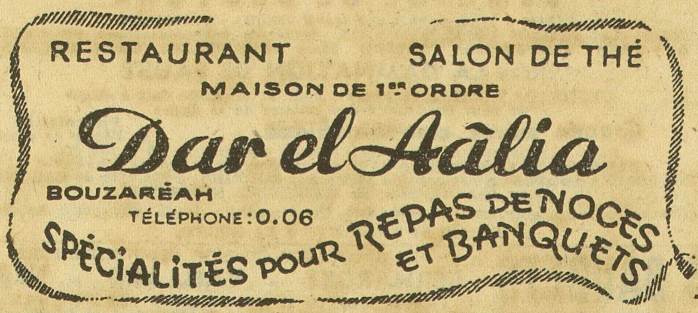 RESTAURANT SALON DE THÉ
MAISON DE 1er ORDRE
Dar el Aâlia
BOUZARÉAH
TÉLÉPHONE: 0.06
SPÉCIALITÉS POUR REPAS DE NOCES
ET BANQUETS